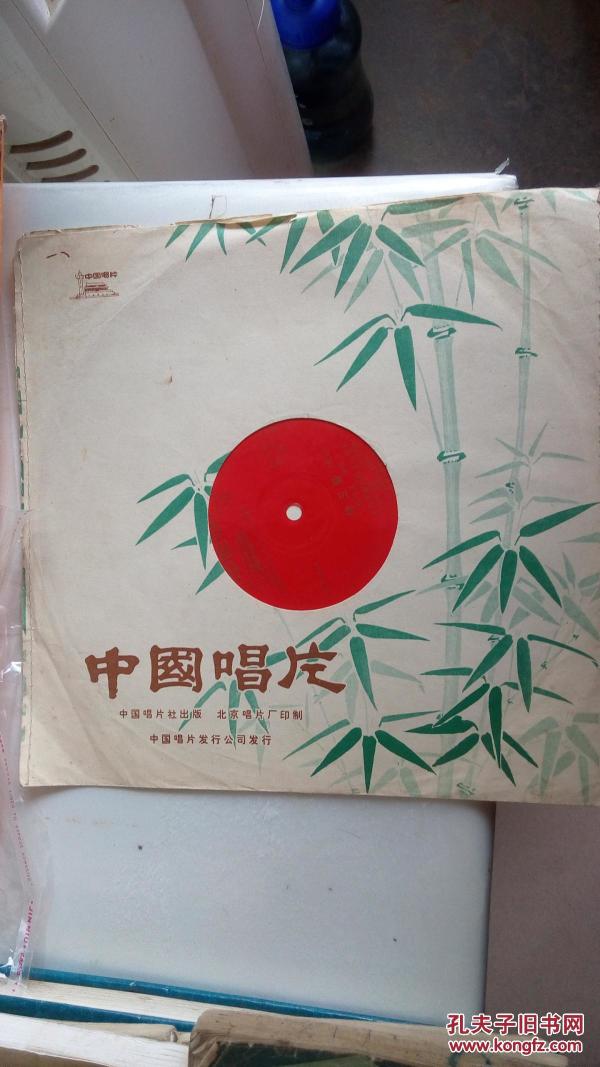 中国唱片
中國唱片
中国唱片社出版 北京唱片厂印制
中国唱片发行公司发行
孔夫子旧书网
www.kongfz.com